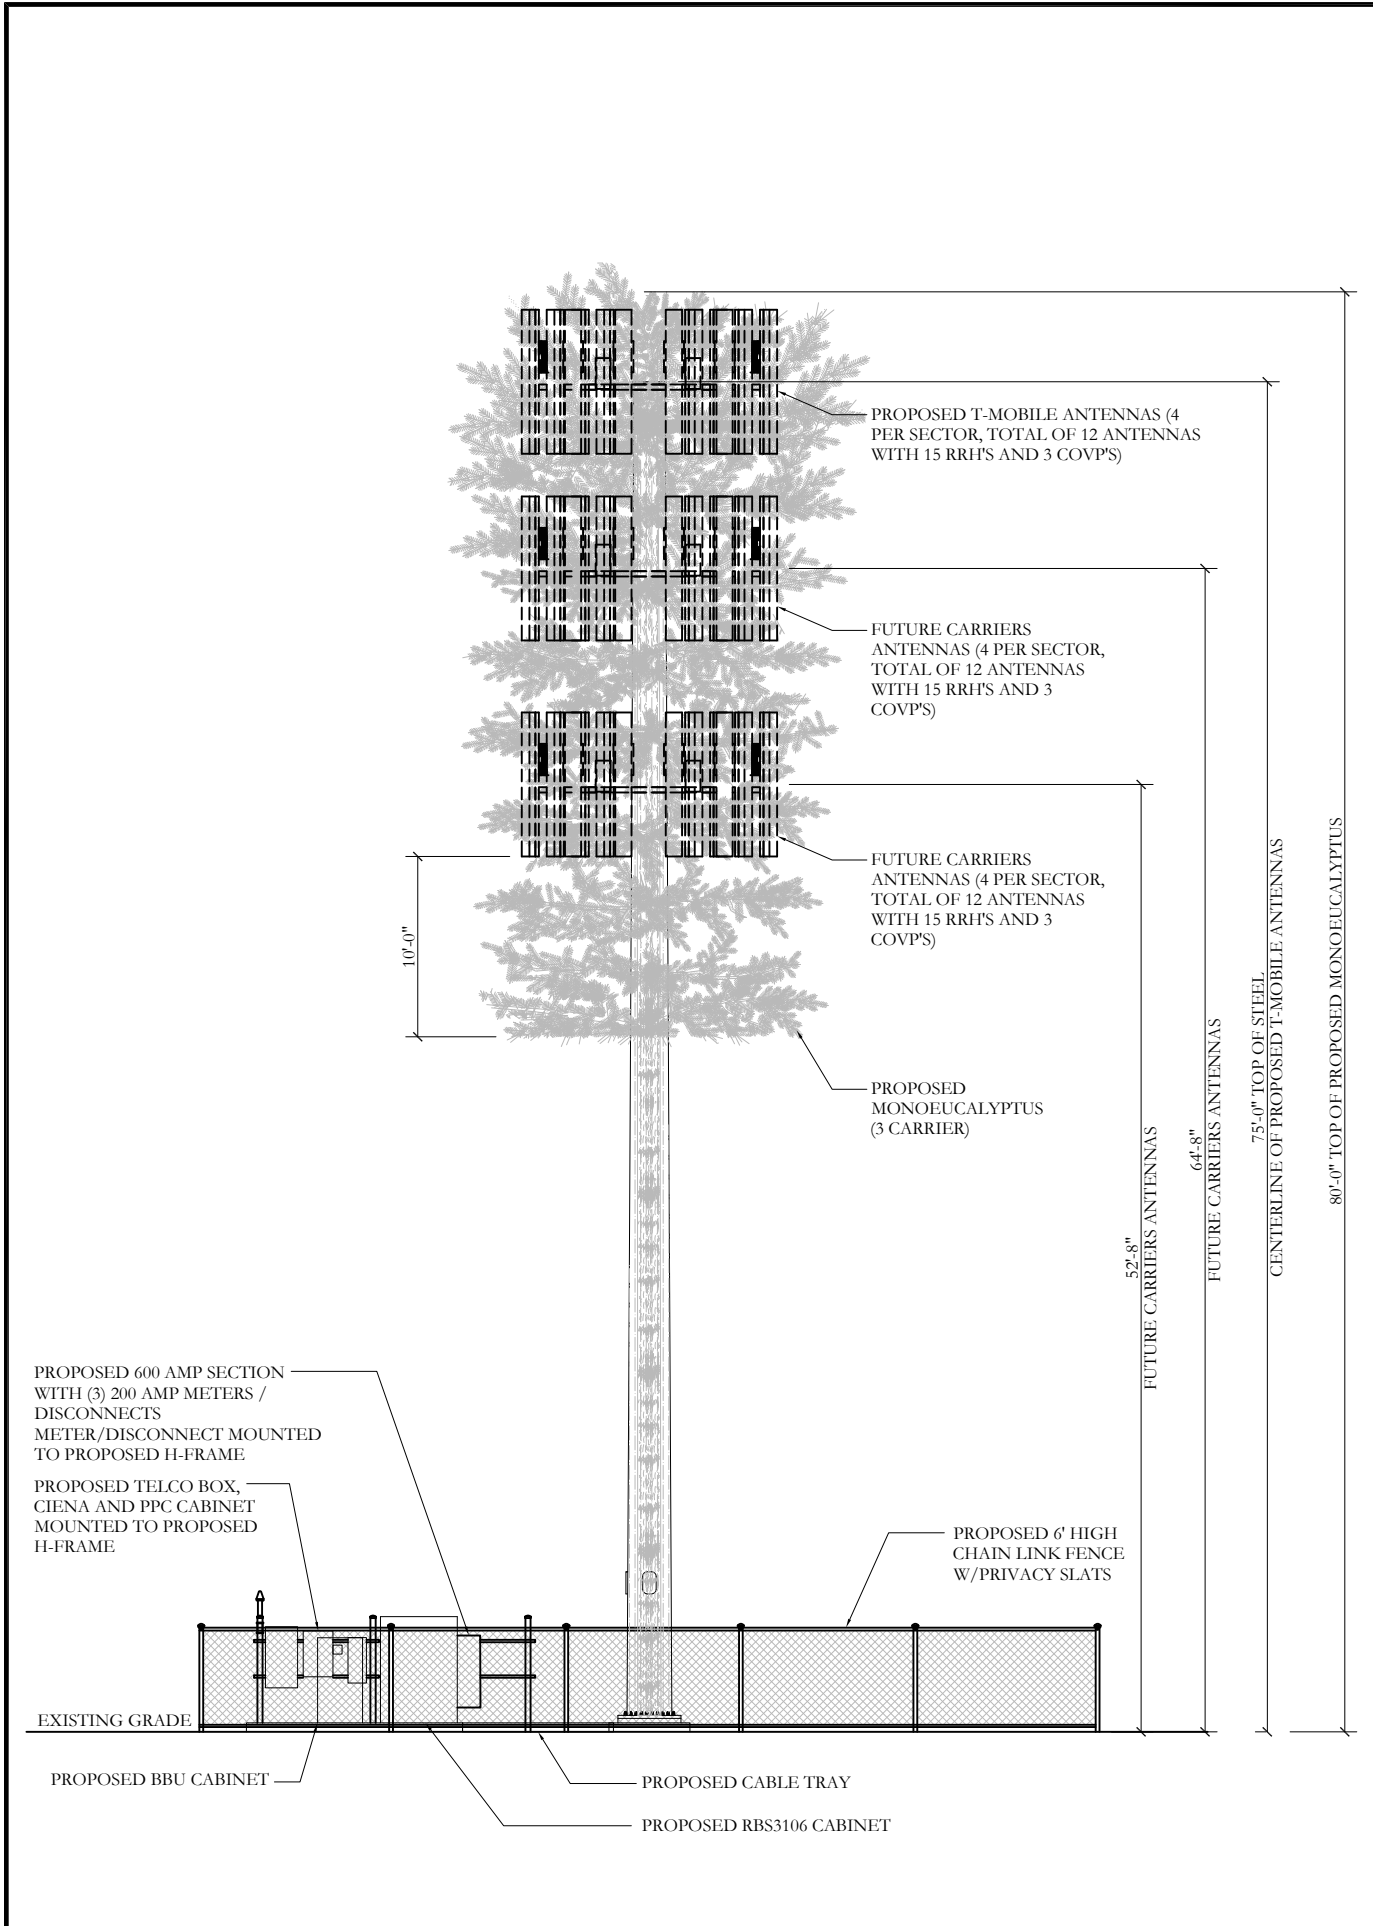 PROPOSED T-MOBILE ANTENNAS (4
PER SECTOR, TOTAL OF 12 ANTENNAS
WITH 15 RRH'S AND 3 COVP'S)
FUTURE CARRIERS
ANTENNAS (4 PER SECTOR,
TOTAL OF 12 ANTENNAS
WITH 15 RRH'S AND 3
COVP'S)
FUTURE CARRIERS
ANTENNAS (4 PER SECTOR,
TOTAL OF 12 ANTENNAS
WITH 15 RRH'S AND 3
COVP'S)
10'-0"
PROPOSED
MONOEUCALYPTUS
(3 CARRIER)
52'-8"
FUTURE CARRIERS ANTENNAS
64'-8"
FUTURE CARRIERS ANTENNAS
75'-0" TOP OF STEEL
CENTERLINE OF PROPOSED T-MOBILE ANTENNAS
80'-0" TOP OF PROPOSED MONOEUCALYPTUS
PROPOSED 600 AMP SECTION
WITH (3) 200 AMP METERS /
DISCONNECTS
METER/DISCONNECT MOUNTED
TO PROPOSED H-FRAME
PROPOSED TELCO BOX,
CIENA AND PPC CABINET
MOUNTED TO PROPOSED
H-FRAME
PROPOSED 6' HIGH
CHAIN LINK FENCE
W/PRIVACY SLATS
EXISTING GRADE
PROPOSED BBU CABINET
PROPOSED CABLE TRAY
PROPOSED RBS3106 CABINET